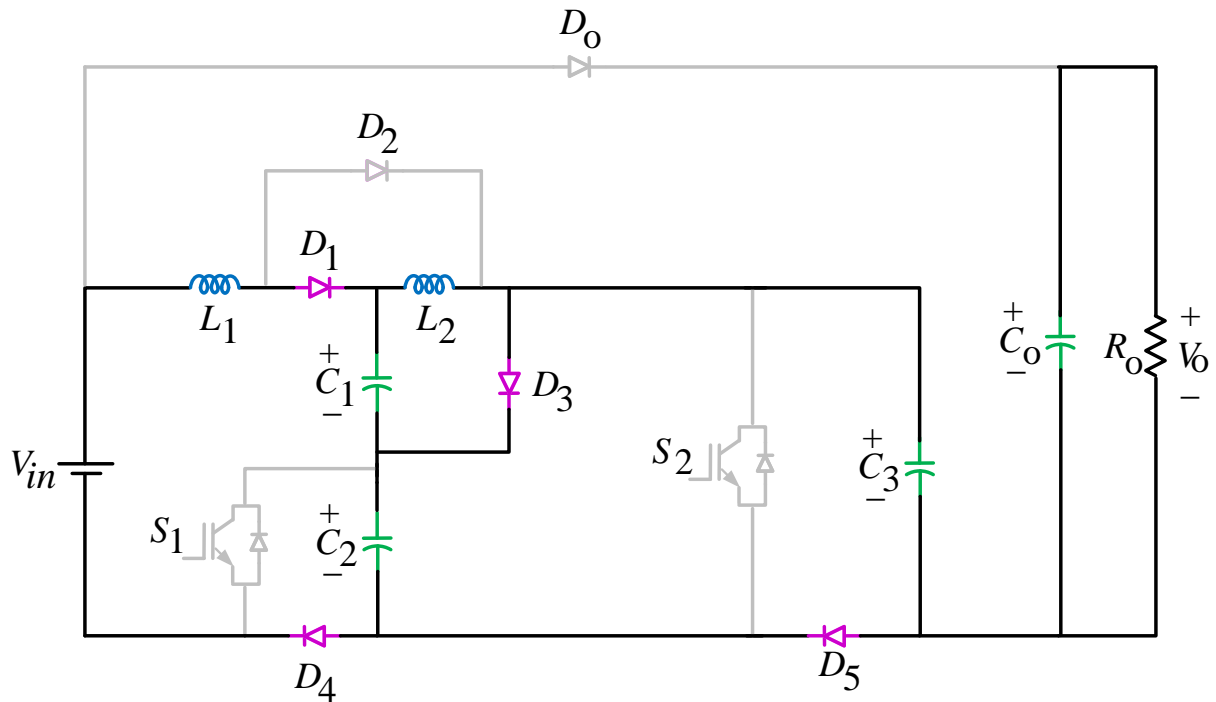 Do
D2
D1
L1
L2
+
C1
−
D3
+
Co
−
Ro
+
Vo
−
Vin
S1
+
C2
−
S2
+
C3
−
D4
D5